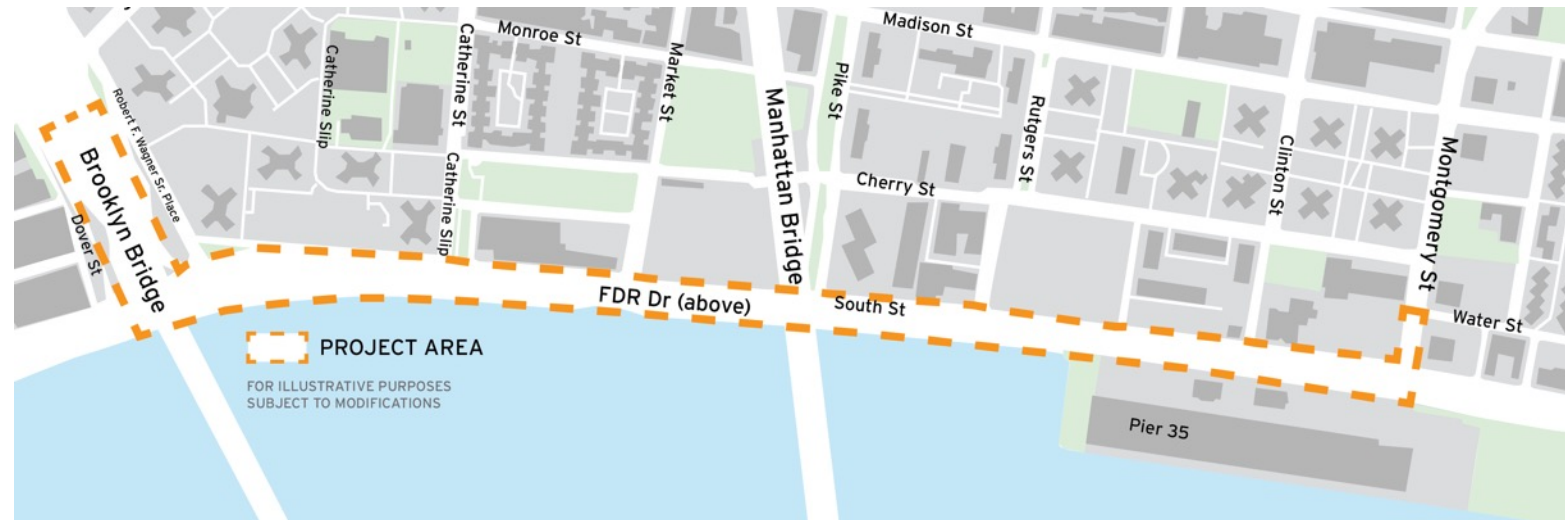 Monroe St
Madison St
Catherine St
Market St
Catherine Slip
Pike St
Manhattan Bridge
Rutgers St
Robert F. Wagner Sr. Place
Clinton St
Montgomery St
Brooklyn Bridge
Catherine Slip
Cherry St
Dover St
FDR Dr (above)
South St
Water St
PROJECT AREA
FOR ILLUSTRATIVE PURPOSES
SUBJECT TO MODIFICATIONS
Pier 35